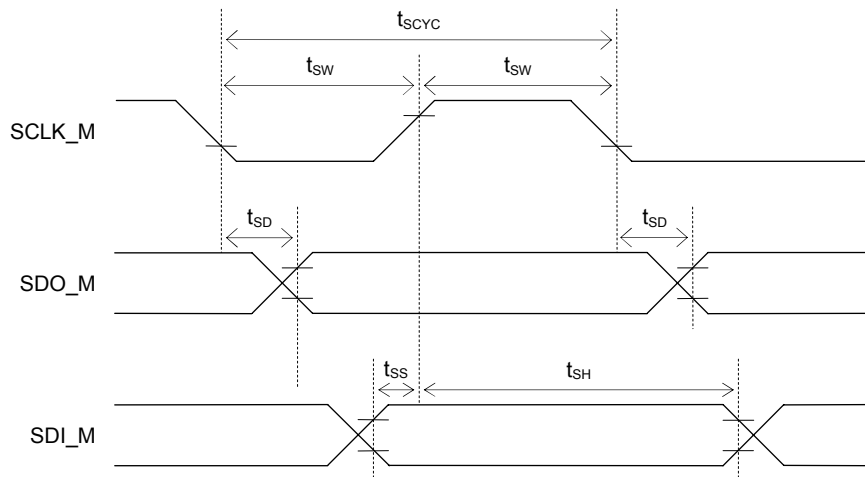 tSCYC
tSW tSW
SCLK_M
tSD tSD
SDO_M
tSS tSH
SDI_M